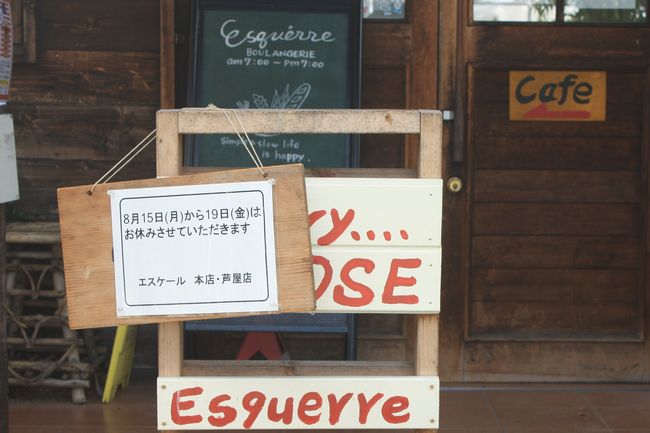 Esquérre
BOULANGERIE
am7:00 ~ pm7:00
Simple slow life
is happy.
Cafe
8月15日(月)から19日(金)は
お休みさせていただきます
エスケール 本店・芦屋店
ry....
OSE
Esquerre